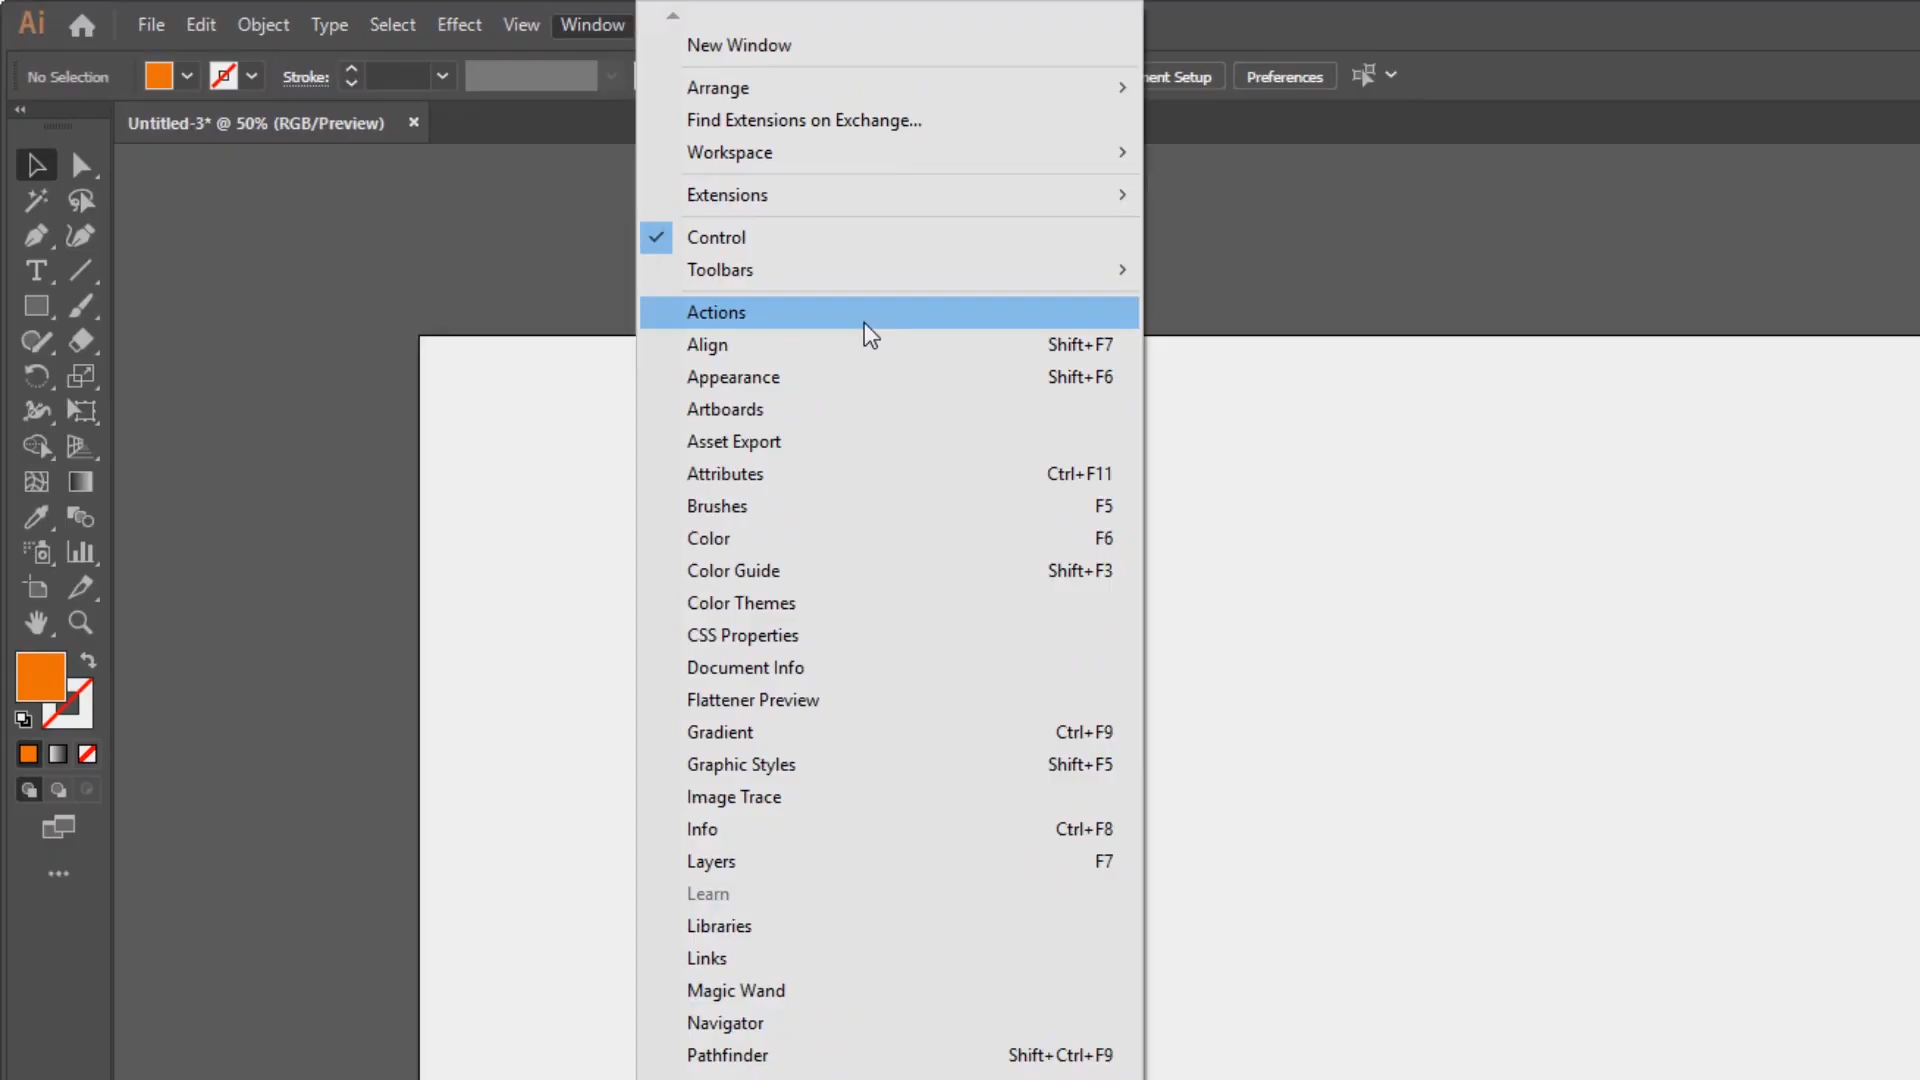 Ai File Edit Object Type Select Effect View Window
No Selection Stroke: ent Setup Preferences
Untitled-3* @ 50% (RGB/Preview) ×
New Window
Arrange
Find Extensions on Exchange...
Workspace
Extensions
Control
Toolbars
Actions
Align Shift+F7
Appearance Shift+F6
Artboards
Asset Export
Attributes Ctrl+F11
Brushes F5
Color F6
Color Guide Shift+F3
Color Themes
CSS Properties
Document Info
Flattener Preview
Gradient Ctrl+F9
Graphic Styles Shift+F5
Image Trace
Info Ctrl+F8
Layers F7
Learn
Libraries
Links
Magic Wand
Navigator
Pathfinder Shift+Ctrl+F9